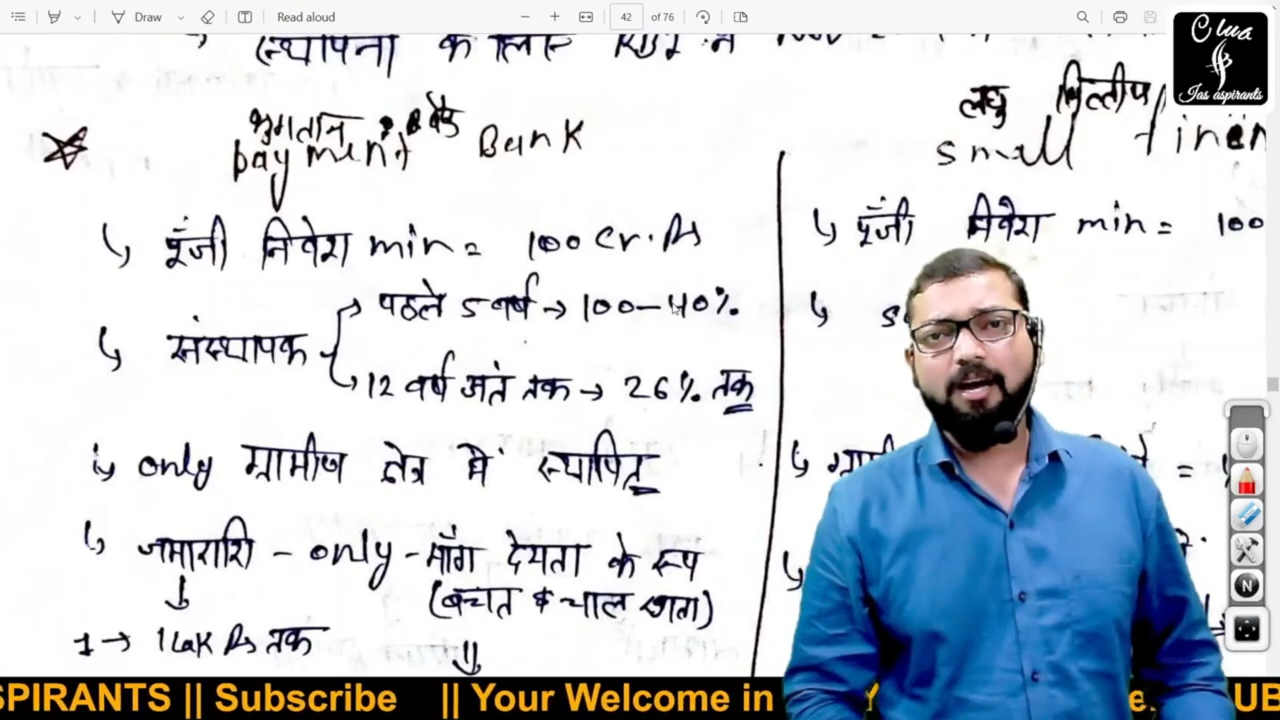 Draw
Read aloud
42 of 76
Clua
Ias aspirants
स्थापना के लिए RBI ने
भुगतान बैंक
payment Bank
↳ पूँजी निवेश min = 100 Cr. Rs
↳ संस्थापक
→ पहले 5 वर्ष → 100-40%
→ 12 वर्ष अंत तक → 26% तक
↳ only ग्रामीण क्षेत्र में स्थापित
↳ जमाराशि - only - माँग देयता के रूप
(बचत व चालू खाता)
1 → 1 Lak Rs तक
लघु वित्तीय
small finan
↳ पूँजी निवेश min = 100
SPIRANTS || Subscribe || Your Welcome in
UB